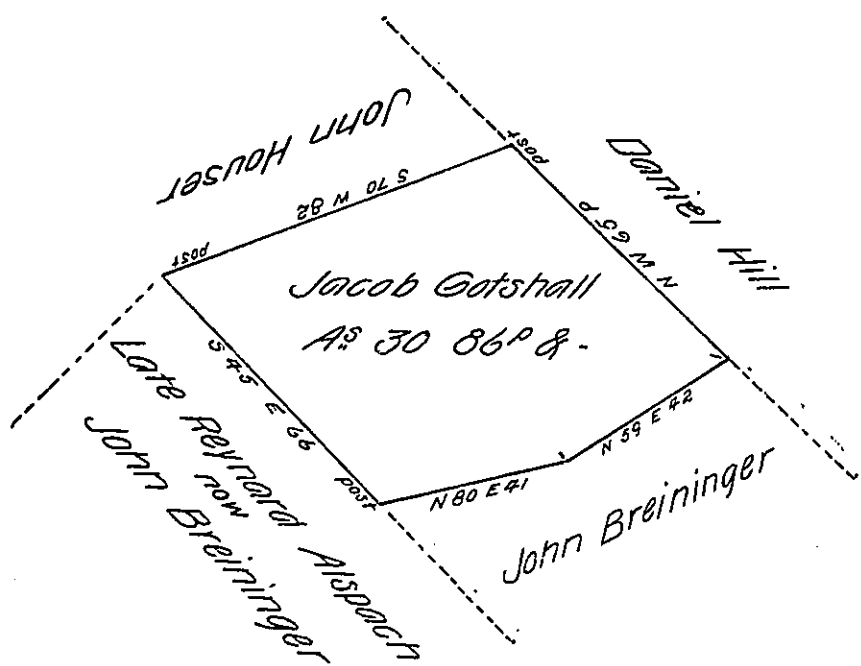 John Houser
Daniel Hill
post
S 70 W 82
post
N W 65 P
Jacob Gotshall
A.s 30 86p & -
S 45 E 66
post
N 80 E 41
N 59 E 42
John Breininger
Late Reynard Alspach
now
John Breininger